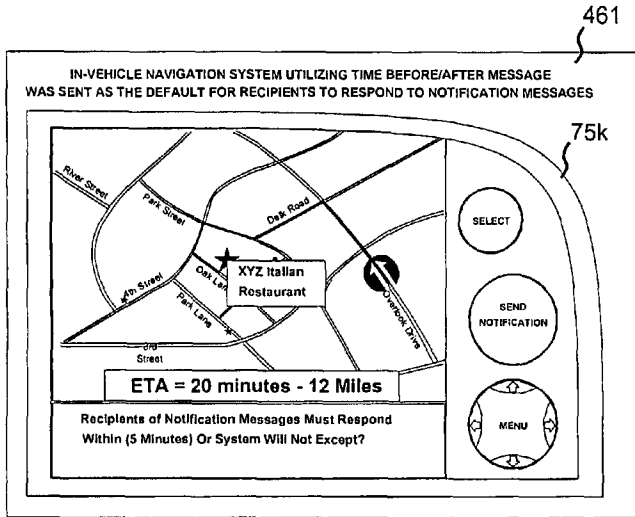 461
IN-VEHICLE NAVIGATION SYSTEM UTILIZING TIME BEFORE/AFTER MESSAGE
WAS SENT AS THE DEFAULT FOR RECIPIENTS TO RESPOND TO NOTIFICATION MESSAGES
75k
River Street
Park Street
Delk Road
SELECT
XYZ Italian
Restaurant
Oak Lane
4th Street
Park Lane
Overlook Drive
SEND
NOTIFICATION
3rd
Street
ETA = 20 minutes - 12 Miles
Recipients of Notification Messages Must Respond
Within (5 Minutes) Or System Will Not Except?
MENU